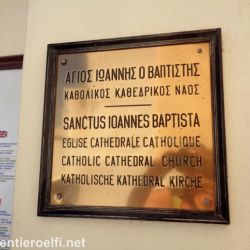 ΑΓΙΟΣ ΙΩΑΝΝΗΣ Ο ΒΑΠΤΙΣΤΗΣ
ΚΑΘΟΛΙΚΟΣ ΚΑΘΕΔΡΙΚΟΣ ΝΑΟΣ
SANCTUS IOANNES BAPTISTA
EGLISE CATHEDRALE CATHOLIQUE
CATHOLIC CATHEDRAL CHURCH
KATHOLISCHE KATHEDRAL KIRCHE
entieroelfi.net